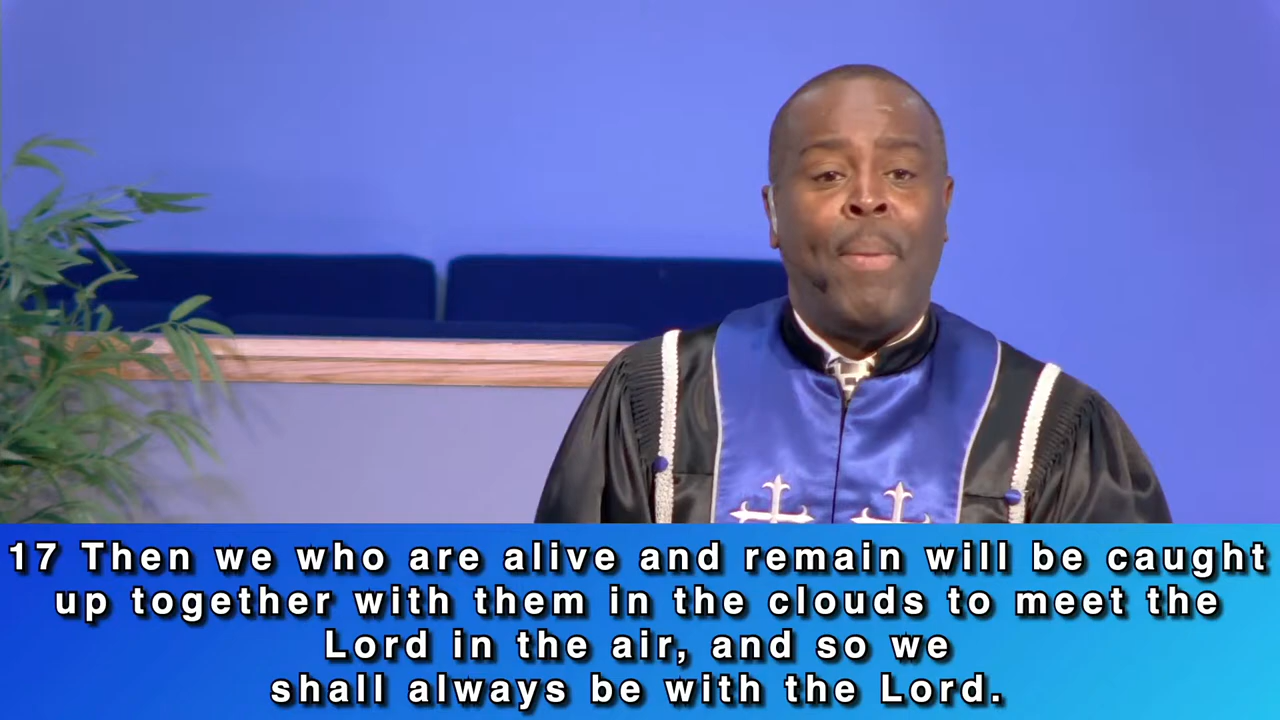 17 Then we who are alive and remain will be caught
up together with them in the clouds to meet the
Lord in the air, and so we
shall always be with the Lord.